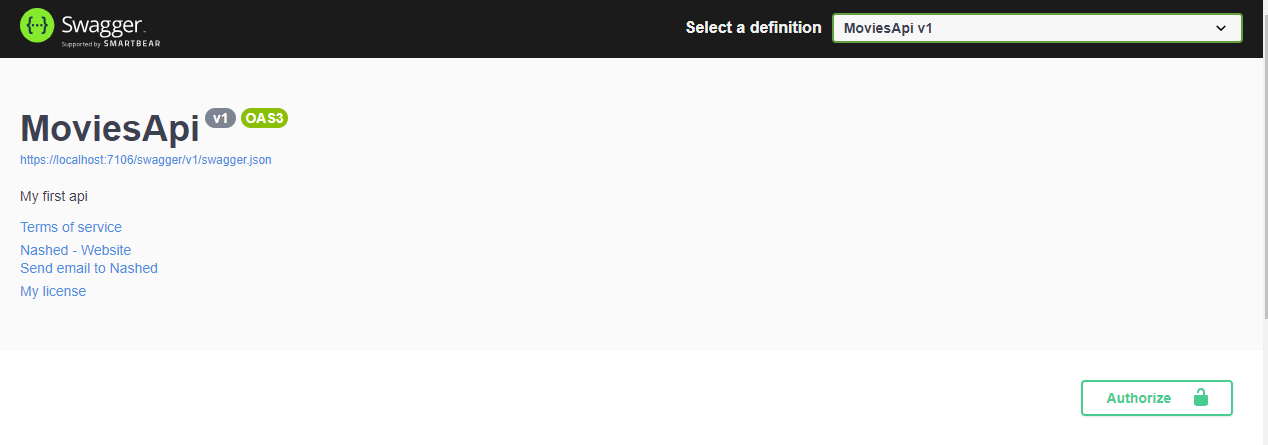 Swagger
Supported by SMARTBEAR
Select a definition
MoviesApi v1
MoviesApi v1 OAS3
https://localhost:7106/swagger/v1/swagger.json
My first api
Terms of service
Nashed - Website
Send email to Nashed
My license
Authorize